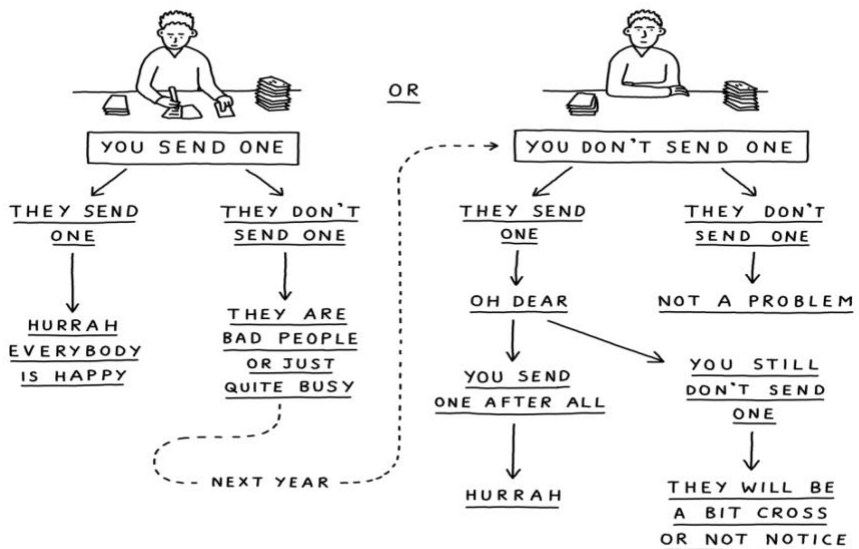 OR
YOU SEND ONE
THEY SEND
ONE
HURRAH
EVERYBODY
IS HAPPY
THEY DON'T
SEND ONE
THEY ARE
BAD PEOPLE
OR JUST
QUITE BUSY
NEXT YEAR
YOU DON'T SEND ONE
THEY SEND
ONE
OH DEAR
YOU SEND
ONE AFTER ALL
HURRAH
YOU STILL
DON'T SEND
ONE
THEY WILL BE
A BIT CROSS
OR NOT NOTICE
THEY DON'T
SEND ONE
NOT A PROBLEM